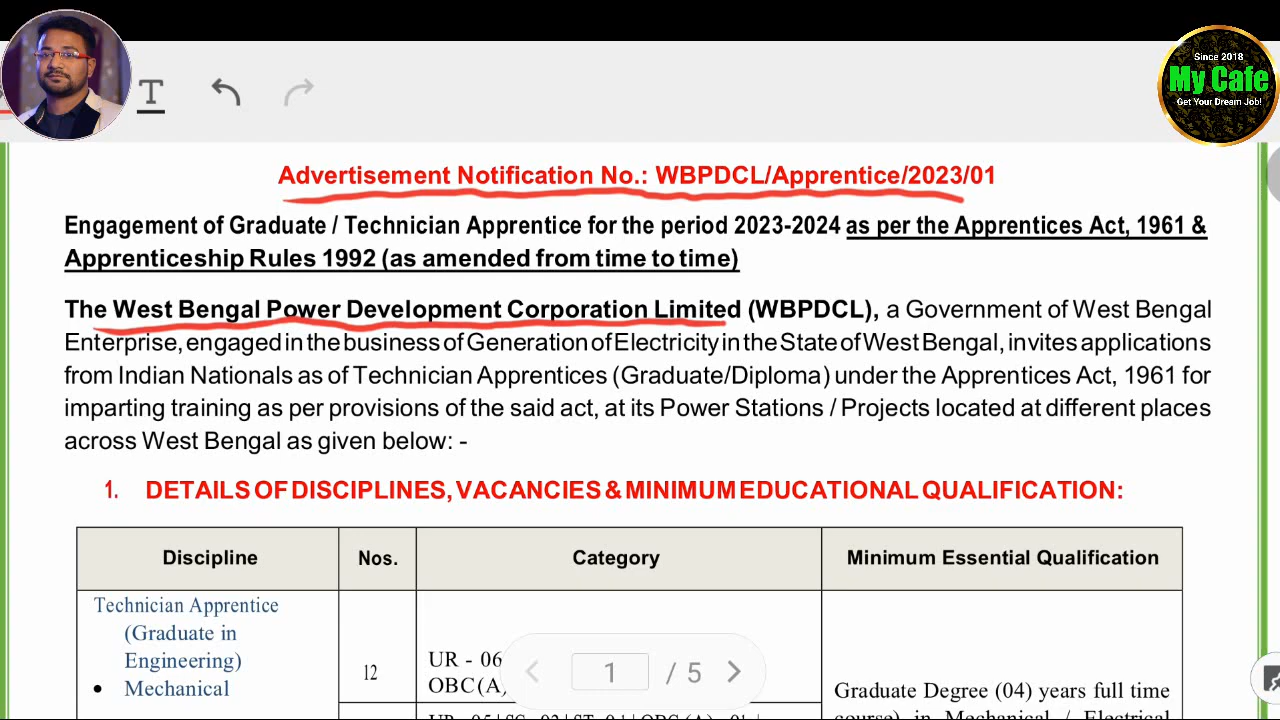 Since 2018
My Cafe
Get Your Dream Job!
T
Advertisement Notification No.: WBPDCL/Apprentice/2023/01
Engagement of Graduate / Technician Apprentice for the period 2023-2024 as per the Apprentices Act, 1961 &
Apprenticeship Rules 1992 (as amended from time to time)
The West Bengal Power Development Corporation Limited (WBPDCL), a Government of West Bengal
Enterprise, engaged in the business of Generation of Electricity in the State of West Bengal, invites applications
from Indian Nationals as of Technician Apprentices (Graduate/Diploma) under the Apprentices Act, 1961 for
imparting training as per provisions of the said act, at its Power Stations / Projects located at different places
across West Bengal as given below: -
1. DETAILS OF DISCIPLINES, VACANCIES & MINIMUM EDUCATIONAL QUALIFICATION:
Discipline Nos. Category Minimum Essential Qualification
Technician Apprentice
(Graduate in
Engineering)
• Mechanical
12
UR - 06
OBC(A)
Graduate Degree (04) years full time
course) in Mechanical / Electrical
1 / 5